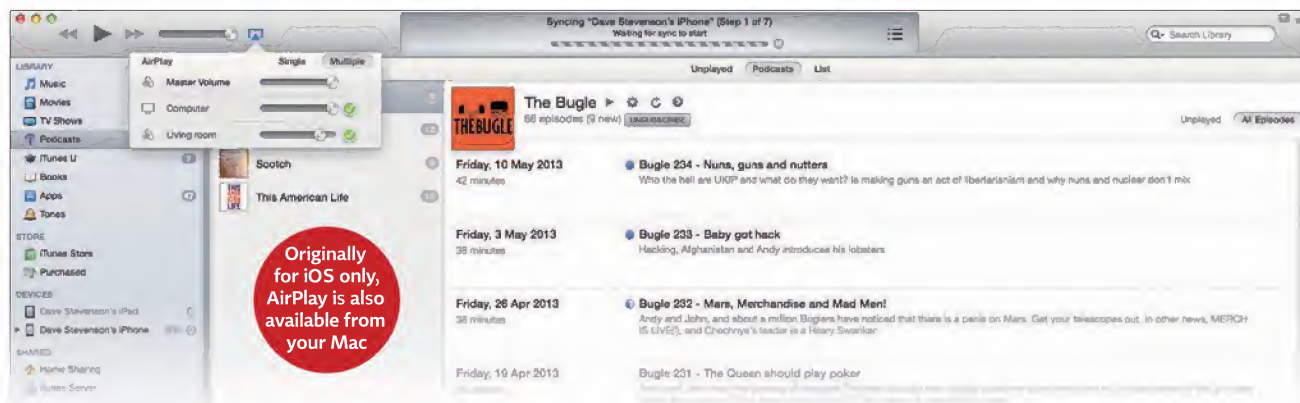 Syncing "Dave Stevenson's iPhone" (Step 1 of 7)
Waiting for sync to start
Search Library
LIBRARY
Music
Movies
TV Shows
Podcasts
iTunes U
Books
Apps
Tones
STORE
iTunes Store
Purchased
DEVICES
Dave Stevenson's iPad
Dave Stevenson's iPhone
SHARED
Home Sharing
AirPlay
Single
Multiple
Master Volume
Computer
Living room
Scotch
This American Life
Originally
for iOS only,
AirPlay is also
available from
your Mac
Unplayed
Podcasts
List
THEBUGLE
The Bugle
66 episodes (9 new)
UNSUBSCRIBE
Unplayed
All Episodes
Friday, 10 May 2013
42 minutes
Bugle 234 - Nuns, guns and nutters
Who the hell are UKIP and what do they want? Is making guns an act of libertarianism and why nuns and nuclear don't mix
Friday, 3 May 2013
38 minutes
Bugle 233 - Baby got hack
Hacking, Afghanistan and Andy introduces his lobsters
Friday, 26 Apr 2013
38 minutes
Bugle 232 - Mars, Merchandise and Mad Men!
Andy and John, and about a million Buglers have noticed that there is a penis on Mars. Get your telescopes out. In other news, MERCH
IS LIVE(!), and Chechnya's leader is a Heary Swankar
Friday, 19 Apr 2013
Bugle 231 - The Queen should play poker